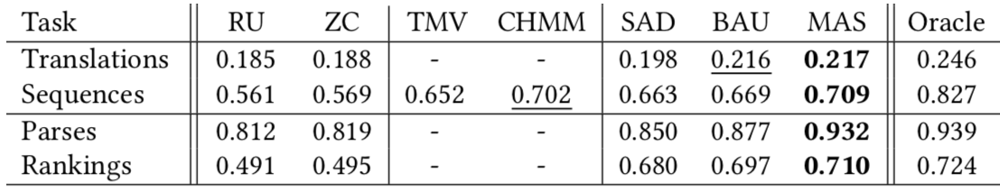 Task RU ZC TMV CHMM SAD BAU MAS Oracle
Translations 0.185 0.188 - - 0.198 0.216 0.217 0.246
Sequences 0.561 0.569 0.652 0.702 0.663 0.669 0.709 0.827
Parses 0.812 0.819 - - 0.850 0.877 0.932 0.939
Rankings 0.491 0.495 - - 0.680 0.697 0.710 0.724